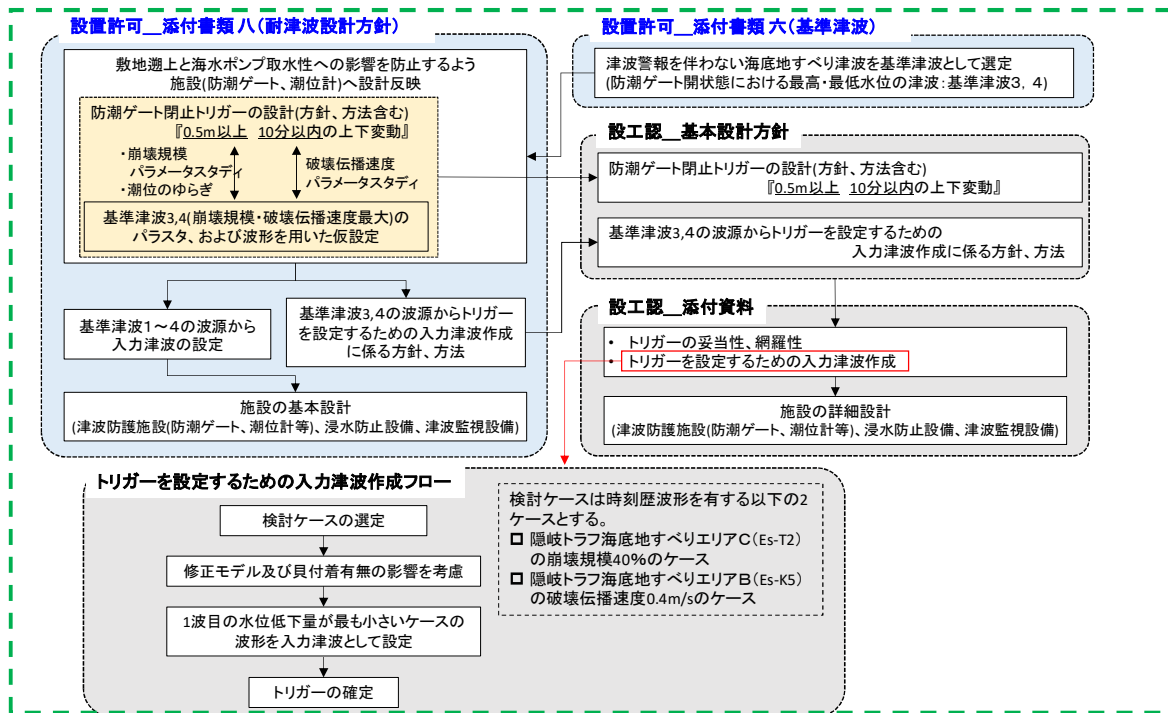 設置許可__添付書類 八(耐津波設計方針)
敷地遡上と海水ポンプ取水性への影響を防止するよう
施設(防潮ゲート、潮位計)へ設計反映
防潮ゲート閉止トリガーの設計(方針、方法含む)
『0.5m以上 10分以内の上下変動』
・崩壊規模
パラメータスタディ
・潮位のゆらぎ
破壊伝播速度
パラメータスタディ
基準津波3,4(崩壊規模・破壊伝播速度最大)の
パラスタ、および波形を用いた仮設定
基準津波1～4の波源から
入力津波の設定
基準津波3,4の波源からトリガー
を設定するための入力津波作成
に係る方針、方法
施設の基本設計
(津波防護施設(防潮ゲート、潮位計等)、浸水防止設備、津波監視設備)
設置許可__添付書類 六(基準津波)
津波警報を伴わない海底地すべり津波を基準津波として選定
(防潮ゲート開状態における最高・最低水位の津波：基準津波3, 4)
設工認__基本設計方針
防潮ゲート閉止トリガーの設計(方針、方法含む)
『0.5m以上 10分以内の上下変動』
基準津波3,4の波源からトリガーを設定するための
入力津波作成に係る方針、方法
設工認__添付資料
• トリガーの妥当性、網羅性
• トリガーを設定するための入力津波作成
施設の詳細設計
(津波防護施設(防潮ゲート、潮位計等)、浸水防止設備、津波監視設備)
トリガーを設定するための入力津波作成フロー
検討ケースの選定
修正モデル及び貝付着有無の影響を考慮
1波目の水位低下量が最も小さいケースの
波形を入力津波として設定
トリガーの確定
検討ケースは時刻歴波形を有する以下の2
ケースとする。
□ 隠岐トラフ海底地すべりエリアC(Es-T2)
の崩壊規模40%のケース
□ 隠岐トラフ海底地すべりエリアB(Es-K5)
の破壊伝播速度0.4m/sのケース